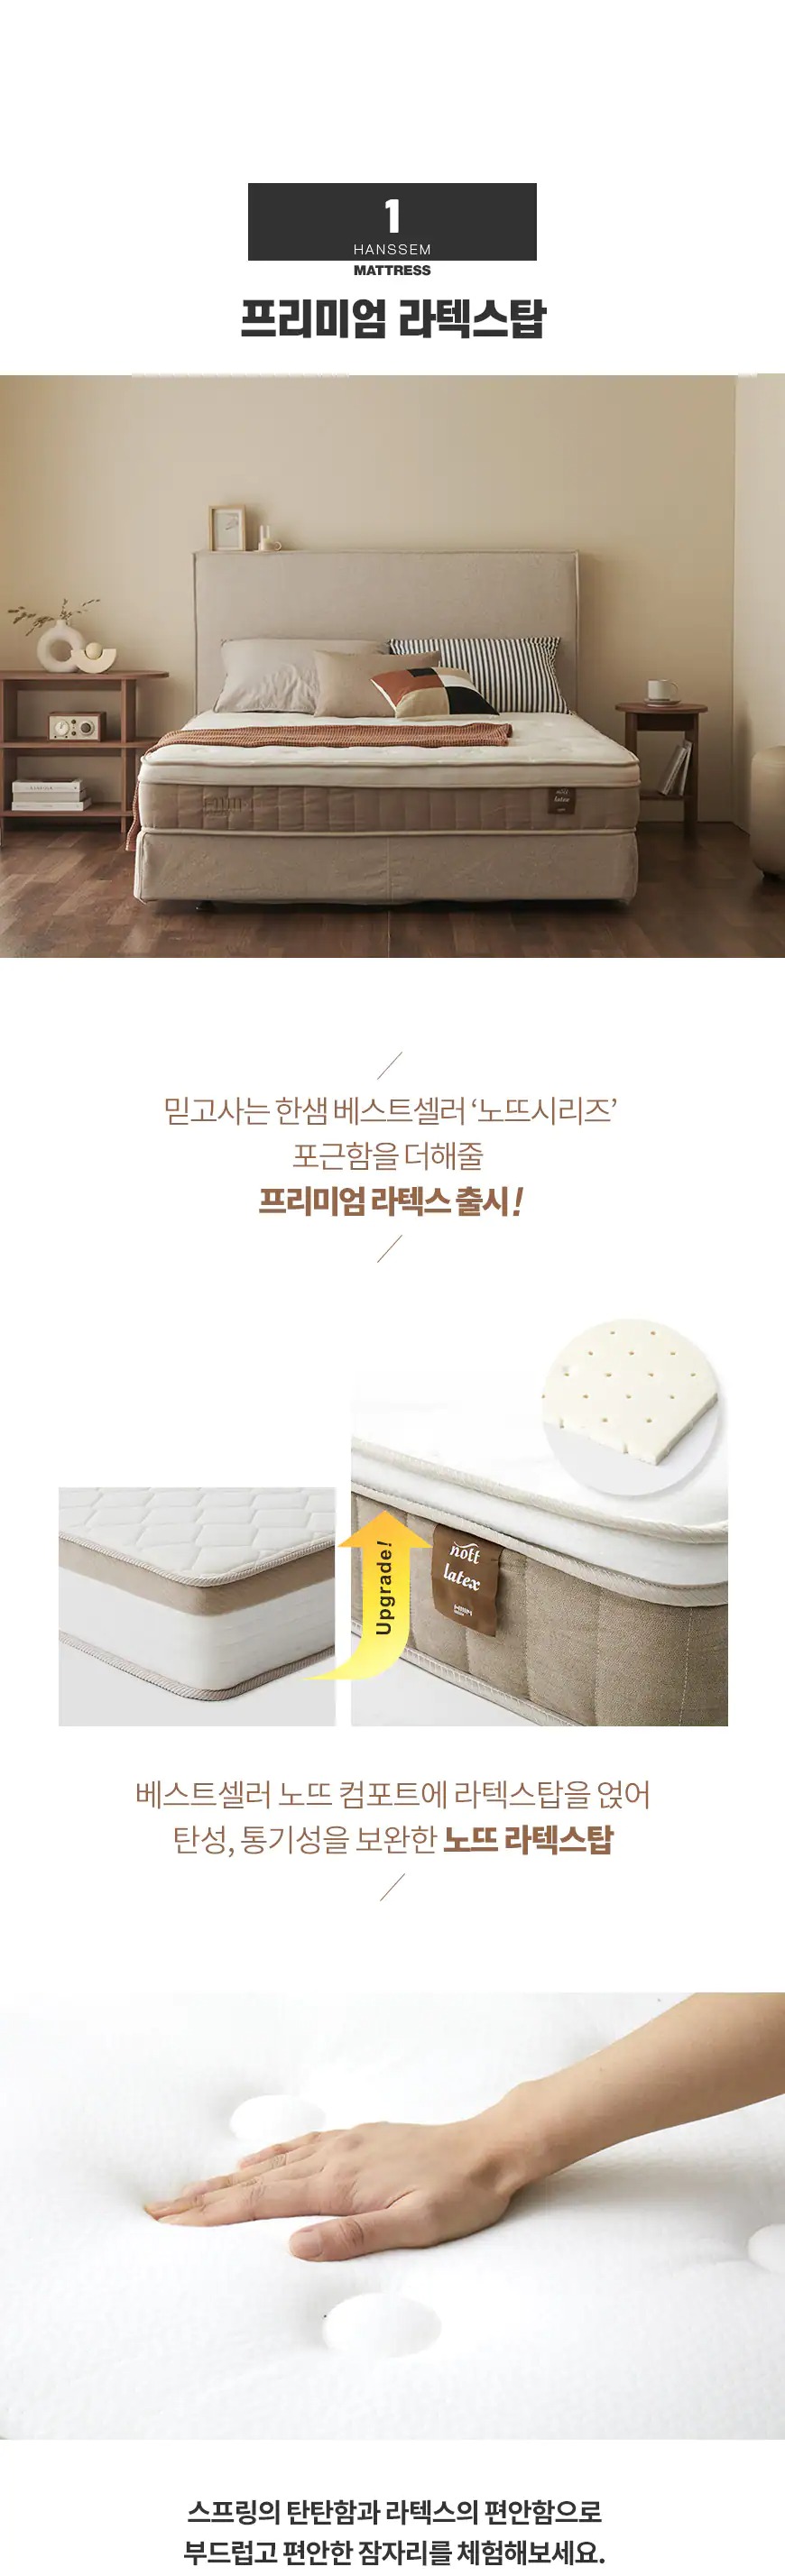 1
HANSSEM
MATTRESS
프리미엄 라텍스탑
nott
latex
믿고사는 한샘 베스트셀러 ‘노뜨시리즈’
포근함을 더해줄
프리미엄 라텍스 출시!
Upgrade!
nott
latex
베스트셀러 노뜨 컴포트에 라텍스탑을 얹어
탄성, 통기성을 보완한 노뜨 라텍스탑
스프링의 탄탄함과 라텍스의 편안함으로
부드럽고 편안한 잠자리를 체험해보세요.